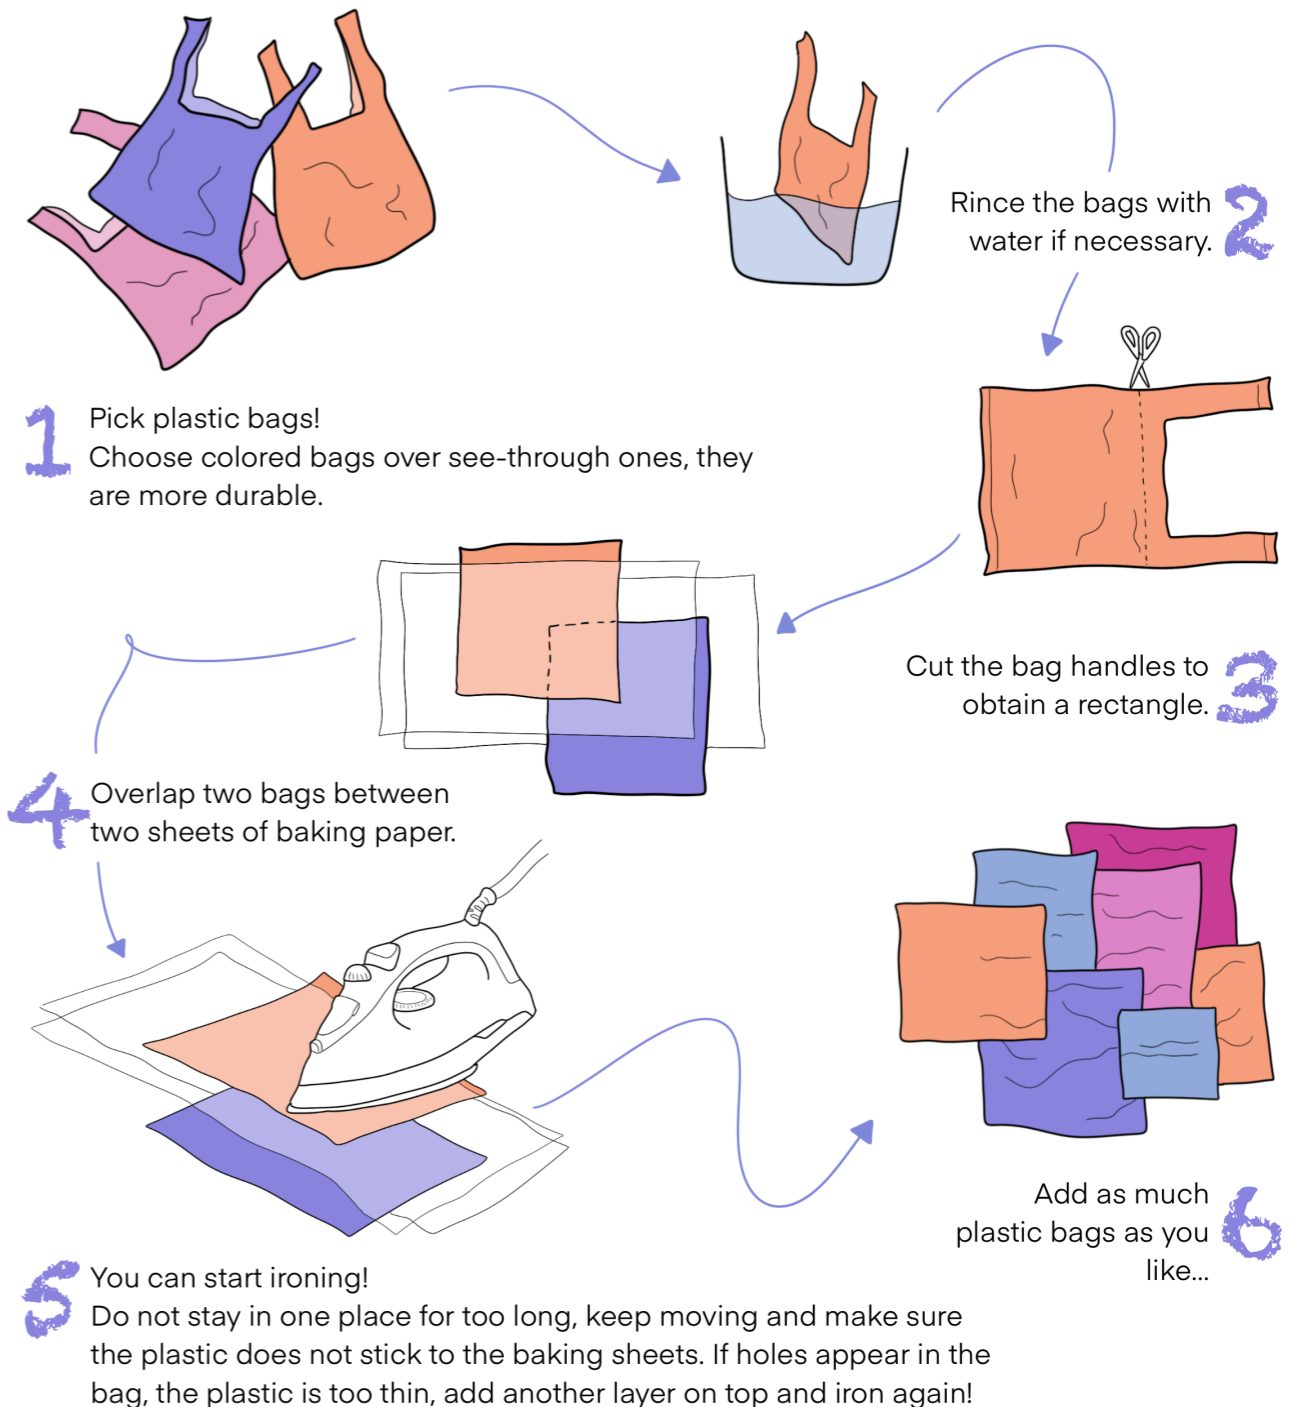 1
Pick plastic bags!
Choose colored bags over see-through ones, they
are more durable.
2
Rince the bags with
water if necessary.
3
Cut the bag handles to
obtain a rectangle.
4
Overlap two bags between
two sheets of baking paper.
5
You can start ironing!
Do not stay in one place for too long, keep moving and make sure
the plastic does not stick to the baking sheets. If holes appear in the
bag, the plastic is too thin, add another layer on top and iron again!
6
Add as much
plastic bags as you
like...